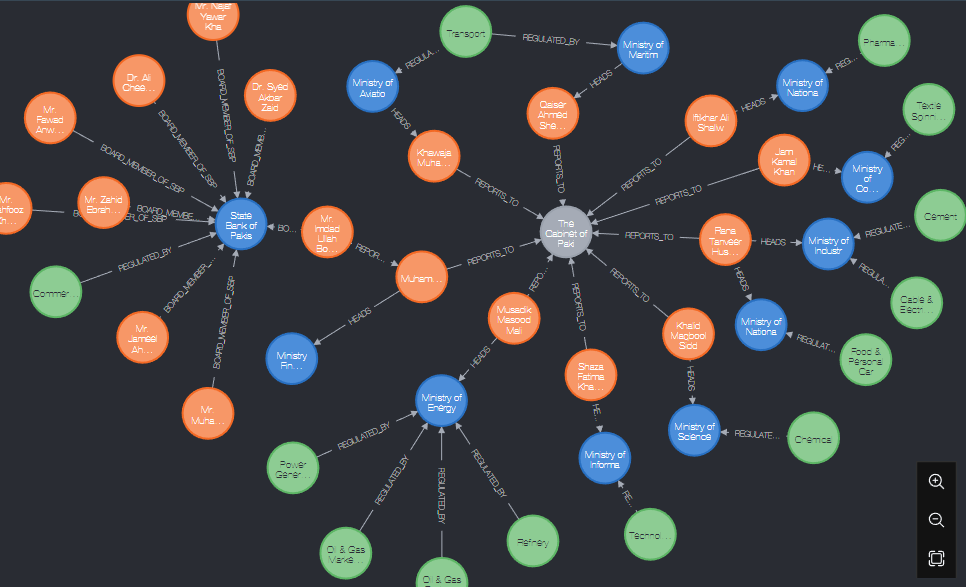 Mr. Najaf
Yawar
Kha
Transport
REGULATED_BY
Ministry of
Maritim
Pharma…
REGULA…
REG…
Dr. Ali
Chee…
Dr. Syed
Akbar
Zaid
Ministry of
Aviatio
HEADS
Ministry of
Nationa
BOARD_MEMBER_OF_SBP
Mr.
Fawad
Anw…
BOARD_MEMBER_OF_SBP
BOARD_MEMB…
HEADS
Qaiser
Ahmed
She…
Iftikhar Ali
Shallw
HEADS
Textile
Spinn…
REG…
BOARD_MEMBER_OF_SBP
Khawaja
Muha…
REPORTS_TO
REPORTS_TO
REPORTS_TO
Jam
Kamal
Khan
HE…
Ministry
of
Co…
REPORTS_TO
Mr.
Mr. Zahid
Ebrah…
BOARD_MEMBE…
State
Bank of
Pakis
BO…
Mr.
Imdad
Ullah
Bo…
REPOR…
The
Cabinet of
Paki
REPORTS_TO
Rana
Tanveer
Hus…
HEADS
Ministry of
Industr
REGULATE…
Cement
REGULATED_BY
Commer…
BOARD_MEMBER_…
Muham…
REPORTS_TO
REPO…
REPORTS_TO
REPORTS_TO
HEADS
REGULA…
Cable &
Electr…
BOARD_MEMBER_OF_SBP
Mr.
Jameel
Ah…
HEADS
Musadik
Masood
Mali
Khalid
Maqbool
Sidd
Ministry of
Nationa
REGULAT…
Food &
Personal
Car
Ministry
Fin…
HEADS
Shaza
Fatima
Kha…
HEADS
Mr.
Muha…
Ministry of
Energy
HE…
Ministry of
Science
REGULATE…
Chemica
REGULATED_BY
Power
Gener…
REGULATED_BY
REGULATED_BY
REGULATED_BY
Ministry of
Informa
RE…
Oil & Gas
Marke…
Refinery
Technol…
Oil & Gas